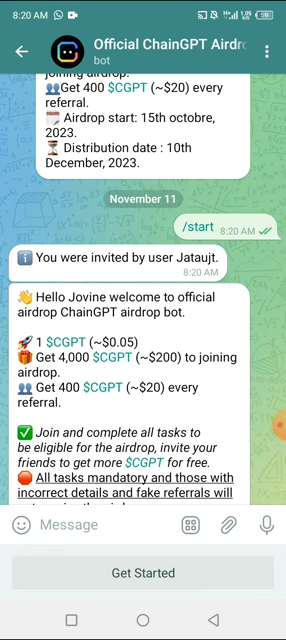 8:20 AM
Official ChainGPT Airdr
bot
joining airdrop.
👥Get 400 $CGPT (~$20) every
referral.
🗓️ Airdrop start: 15th octobre,
2023.
⏳ Distribution date : 10th
December, 2023.
November 11
/start 8:20 AM
ℹ️ You were invited by user Jataujt.
8:20 AM
👋 Hello Jovine welcome to official
airdrop ChainGPT airdrop bot.
🚀 1 $CGPT (~$0.05)
🎁 Get 4,000 $CGPT (~$200) to joining
airdrop.
👥 Get 400 $CGPT (~$20) every
referral.
✅ Join and complete all tasks to
be eligible for the airdrop, invite your
friends to get more $CGPT for free.
🛑 All tasks mandatory and those with
incorrect details and fake referrals will
Message
Get Started